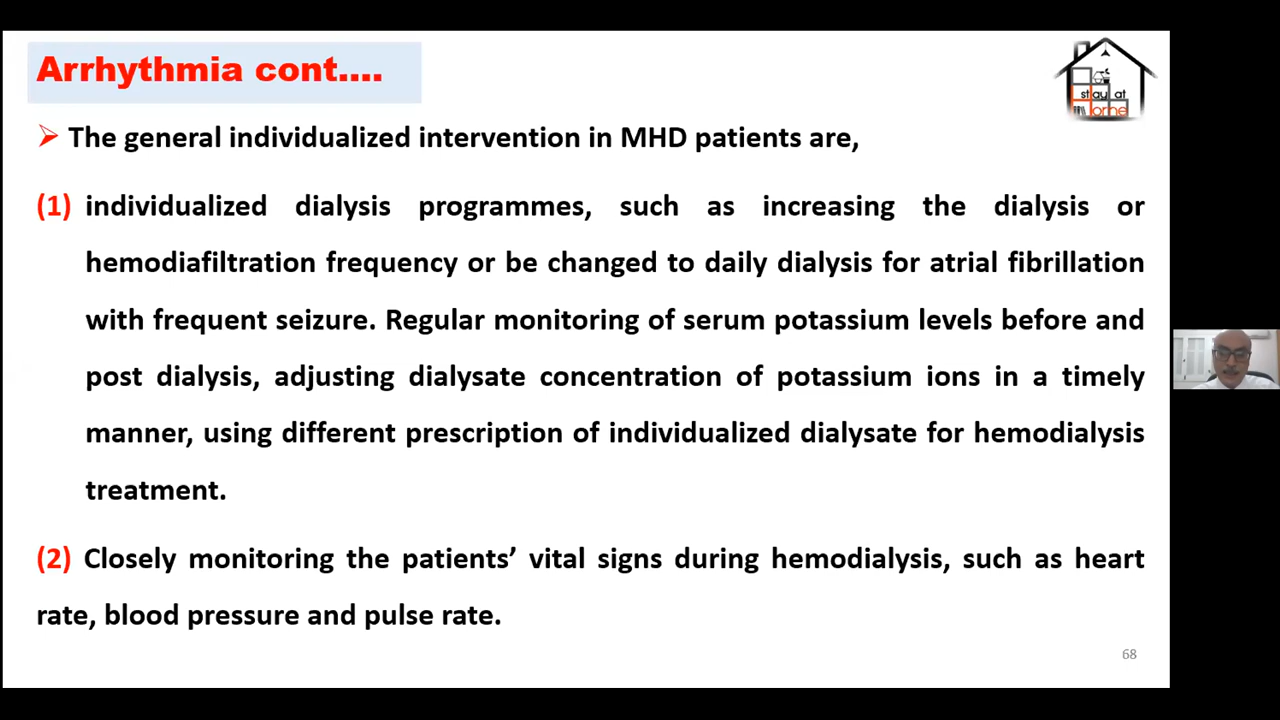 Arrhythmia cont....
stay at
home
➢ The general individualized intervention in MHD patients are,
(1) individualized dialysis programmes, such as increasing the dialysis or
hemodiafiltration frequency or be changed to daily dialysis for atrial fibrillation
with frequent seizure. Regular monitoring of serum potassium levels before and
post dialysis, adjusting dialysate concentration of potassium ions in a timely
manner, using different prescription of individualized dialysate for hemodialysis
treatment.
(2) Closely monitoring the patients’ vital signs during hemodialysis, such as heart
rate, blood pressure and pulse rate.
68